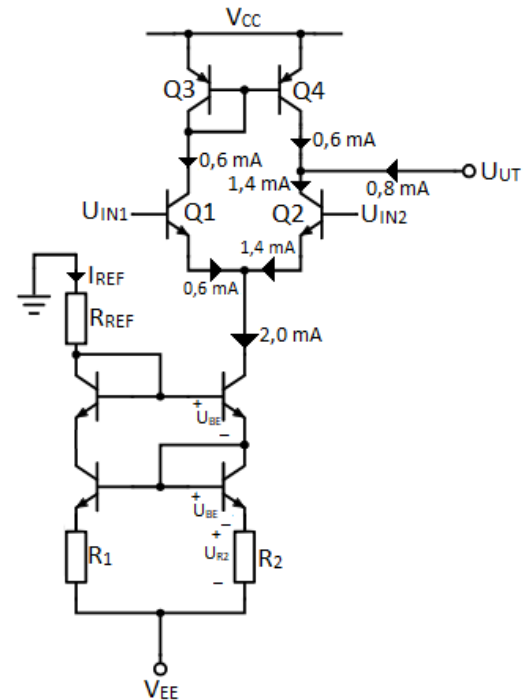 VCC
Q3
Q4
0,6 mA
0,6 mA
1,4 mA
0,8 mA
UUT
UIN1
Q1
Q2
UIN2
1,4 mA
0,6 mA
IREF
RREF
2,0 mA
+
UBE
–
+
UBE
–
+
R1
UR2
R2
–
VEE